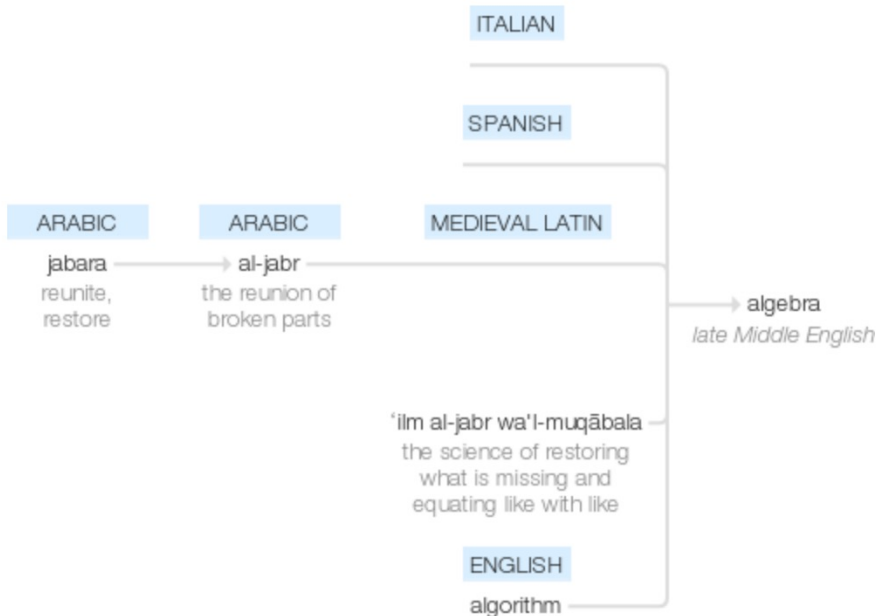 ITALIAN
SPANISH
ARABIC
ARABIC
MEDIEVAL LATIN
jabara
al-jabr
reunite,
restore
the reunion of
broken parts
algebra
late Middle English
ʿilm al-jabr wa'l-muqābala
the science of restoring
what is missing and
equating like with like
ENGLISH
algorithm